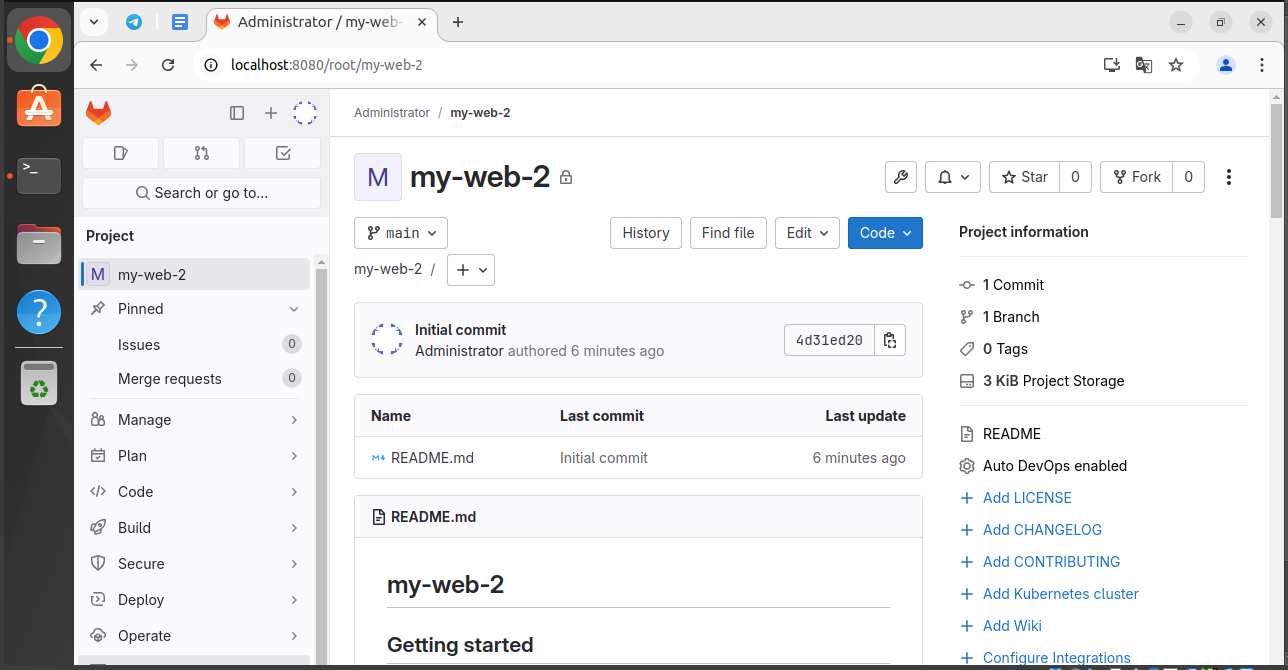 Administrator / my-web-
localhost:8080/root/my-web-2
Administrator / my-web-2
M my-web-2
Star 0
Fork 0
Search or go to...
Project
M my-web-2
Pinned
Issues 0
Merge requests 0
Manage
Plan
Code
Build
Secure
Deploy
Operate
main
History
Find file
Edit
Code
my-web-2 /
Initial commit
Administrator authored 6 minutes ago
4d31ed20
Name Last commit Last update
README.md Initial commit 6 minutes ago
README.md
my-web-2
Getting started
Project information
1 Commit
1 Branch
0 Tags
3 KiB Project Storage
README
Auto DevOps enabled
Add LICENSE
Add CHANGELOG
Add CONTRIBUTING
Add Kubernetes cluster
Add Wiki
Configure Integrations